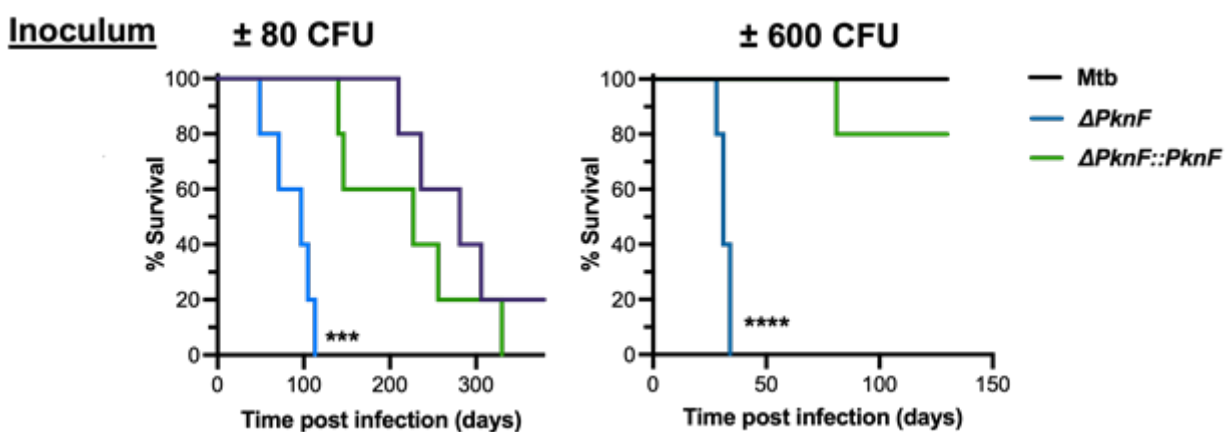 Inoculum ± 80 CFU ± 600 CFU
% Survival
100
80
60
40
20
0
***
0 100 200 300
Time post infection (days)
% Survival
100
80
60
40
20
0
****
0 50 100 150
Time post infection (days)
Mtb
ΔPknF
ΔPknF::PknF